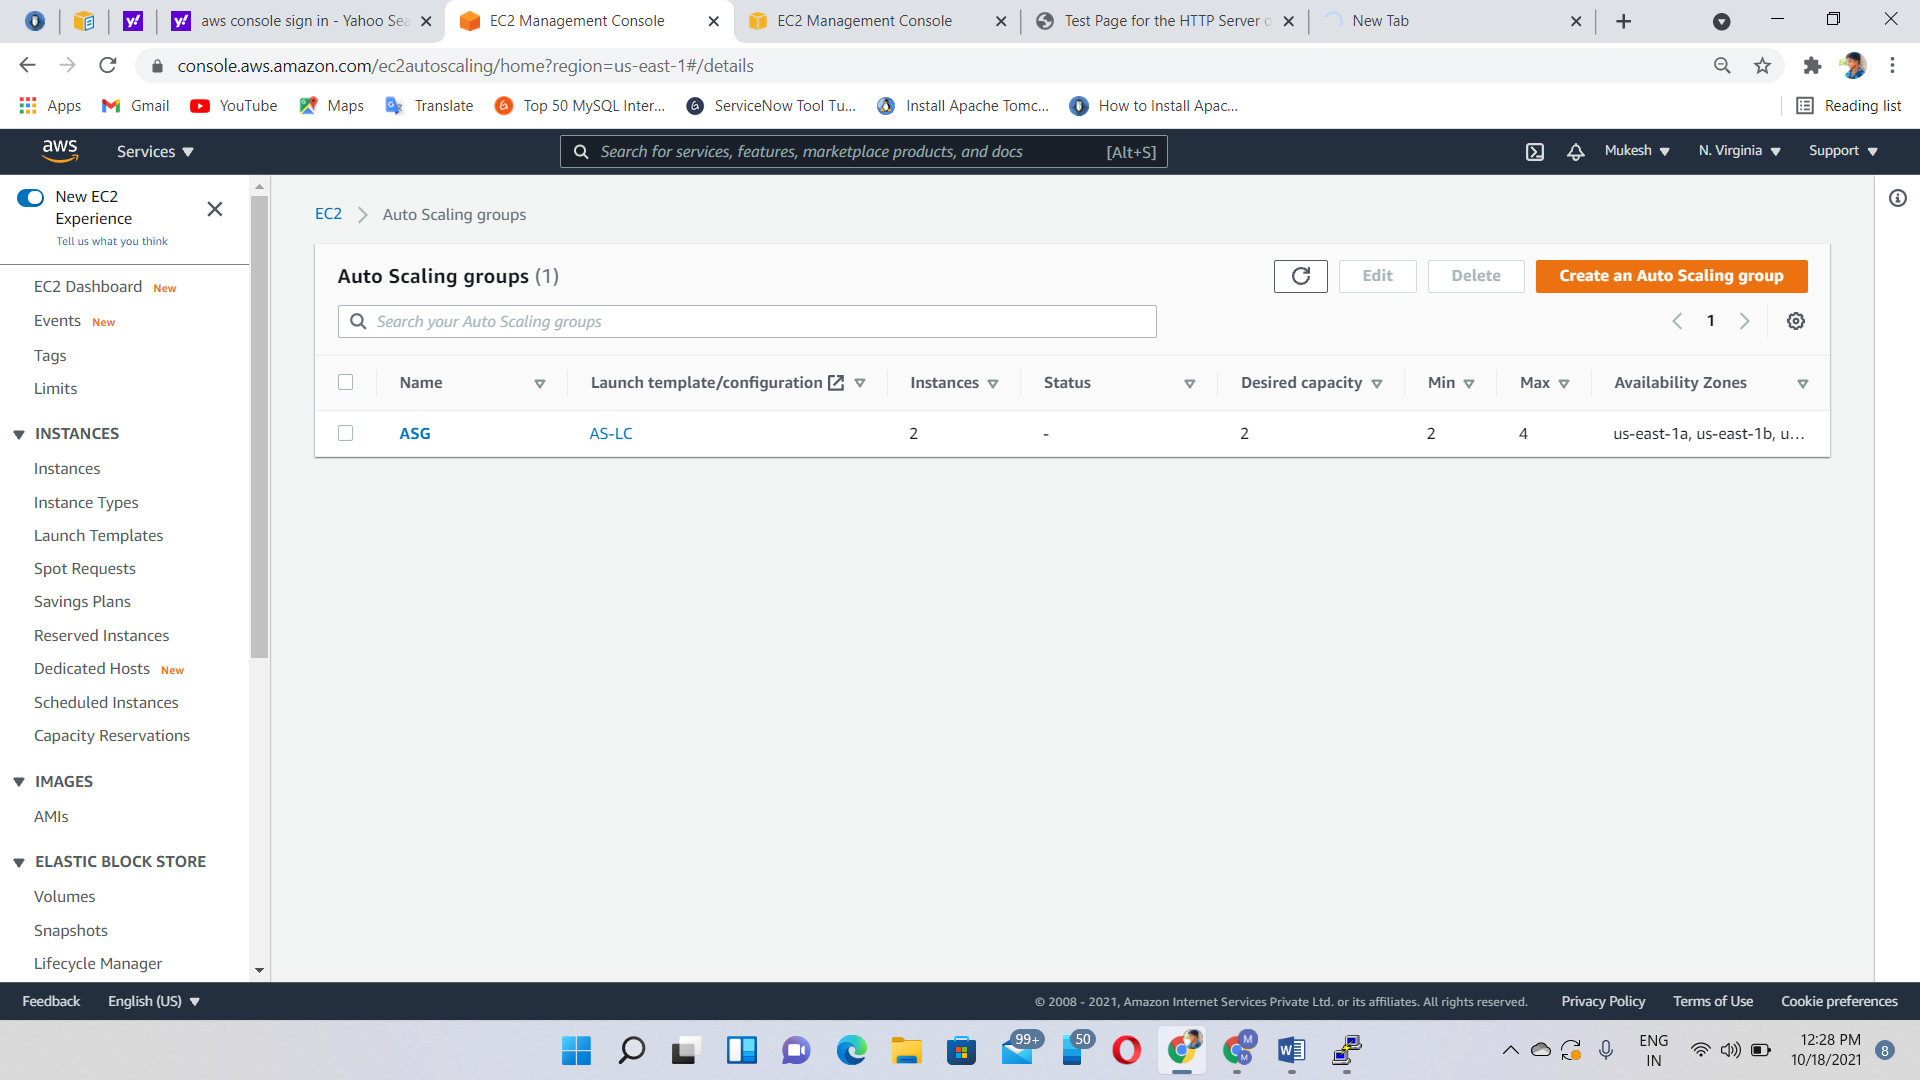 aws console sign in - Yahoo Sea
EC2 Management Console
EC2 Management Console
Test Page for the HTTP Server o
New Tab
console.aws.amazon.com/ec2autoscaling/home?region=us-east-1#/details
Apps
Gmail
YouTube
Maps
Translate
Top 50 MySQL Inter...
ServiceNow Tool Tu...
Install Apache Tomc...
How to Install Apac...
Reading list
aws
Services
Search for services, features, marketplace products, and docs
[Alt+S]
Mukesh
N. Virginia
Support
New EC2
Experience
Tell us what you think
EC2 Dashboard New
Events New
Tags
Limits
INSTANCES
Instances
Instance Types
Launch Templates
Spot Requests
Savings Plans
Reserved Instances
Dedicated Hosts New
Scheduled Instances
Capacity Reservations
IMAGES
AMIs
ELASTIC BLOCK STORE
Volumes
Snapshots
Lifecycle Manager
EC2 > Auto Scaling groups
Auto Scaling groups (1)
Edit
Delete
Create an Auto Scaling group
Search your Auto Scaling groups
1
Name Launch template/configuration Instances Status Desired capacity Min Max Availability Zones
ASG AS-LC 2 - 2 2 4 us-east-1a, us-east-1b, u...
Feedback
English (US)
© 2008 - 2021, Amazon Internet Services Private Ltd. or its affiliates. All rights reserved.
Privacy Policy
Terms of Use
Cookie preferences
99+
50
M
M
ENG
IN
12:28 PM
10/18/2021
8